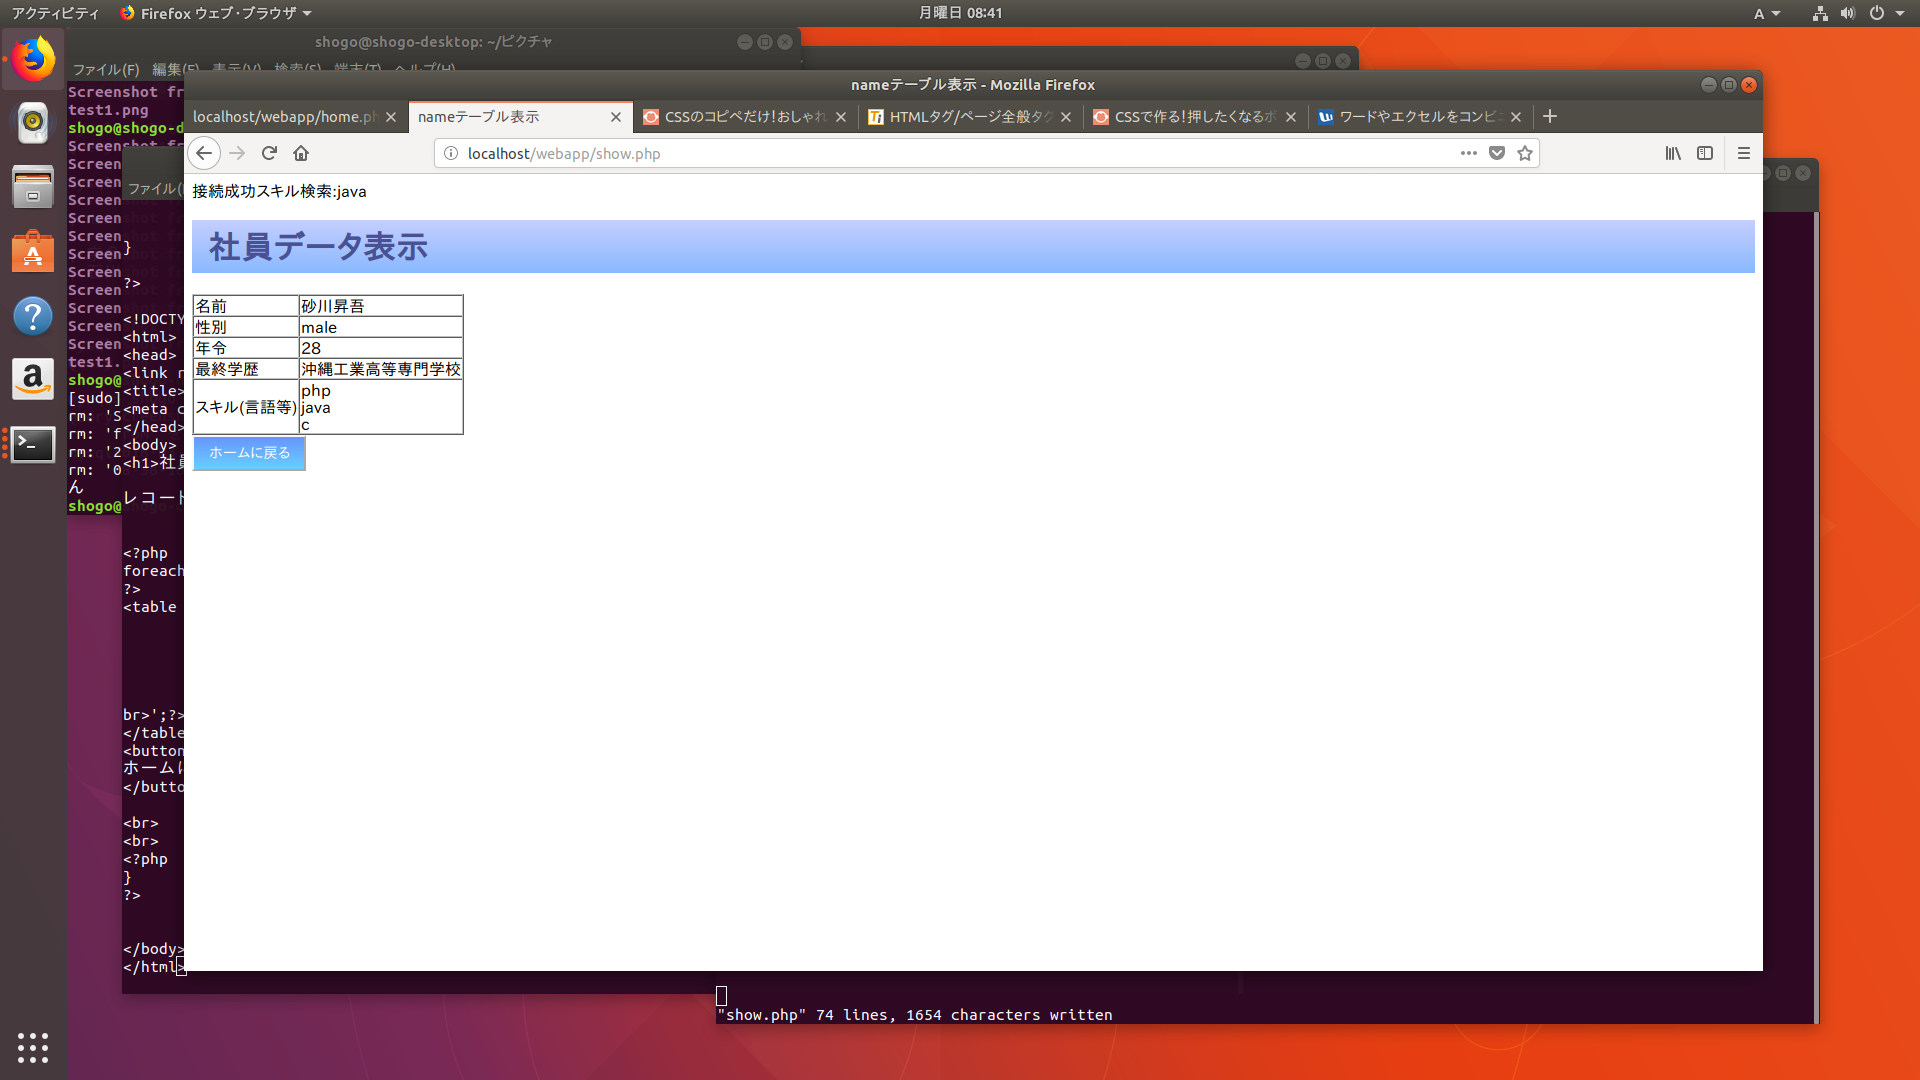 アクティビティ
Firefox ウェブ・ブラウザ
月曜日 08:41
A
shogo@shogo-desktop: ~/ピクチャ
ファイル(F) 編集(E) 表示(V) 検索(S) 端末(T) ヘルプ(H)
nameテーブル表示 - Mozilla Firefox
localhost/webapp/home.ph
nameテーブル表示
CSSのコピペだけ！おしゃれ
HTMLタグ/ページ全般タグ
CSSで作る！押したくなるボ
ワードやエクセルをコンピュ
localhost/webapp/show.php
接続成功スキル検索:java
社員データ表示
名前 砂川昇吾
性別 male
年令 28
最終学歴 沖縄工業高等専門学校
スキル(言語等) php
java
c
ホームに戻る
Screenshot fr
test1.png
shogo@shogo-d
Screenshot fr
Screen
Screen
Screen
Screen
Screen
Screen
Screen
Screen
Screen
Screen
Screen
test1.
shogo@
[sudo]
rm: 'S
rm: 'f
rm: '2
rm: '0
ん
shogo@
ファイル(
}
?>
<!DOCTY
<html>
<head>
<link r
<title>
<meta c
</head>
<body>
<h1>社員
レコード
<?php
foreach
?>
<table
br>';?>
</table
<button
ホームに
</butto
<br>
<br>
<?php
}
?>
</body>
</html>
"show.php" 74 lines, 1654 characters written